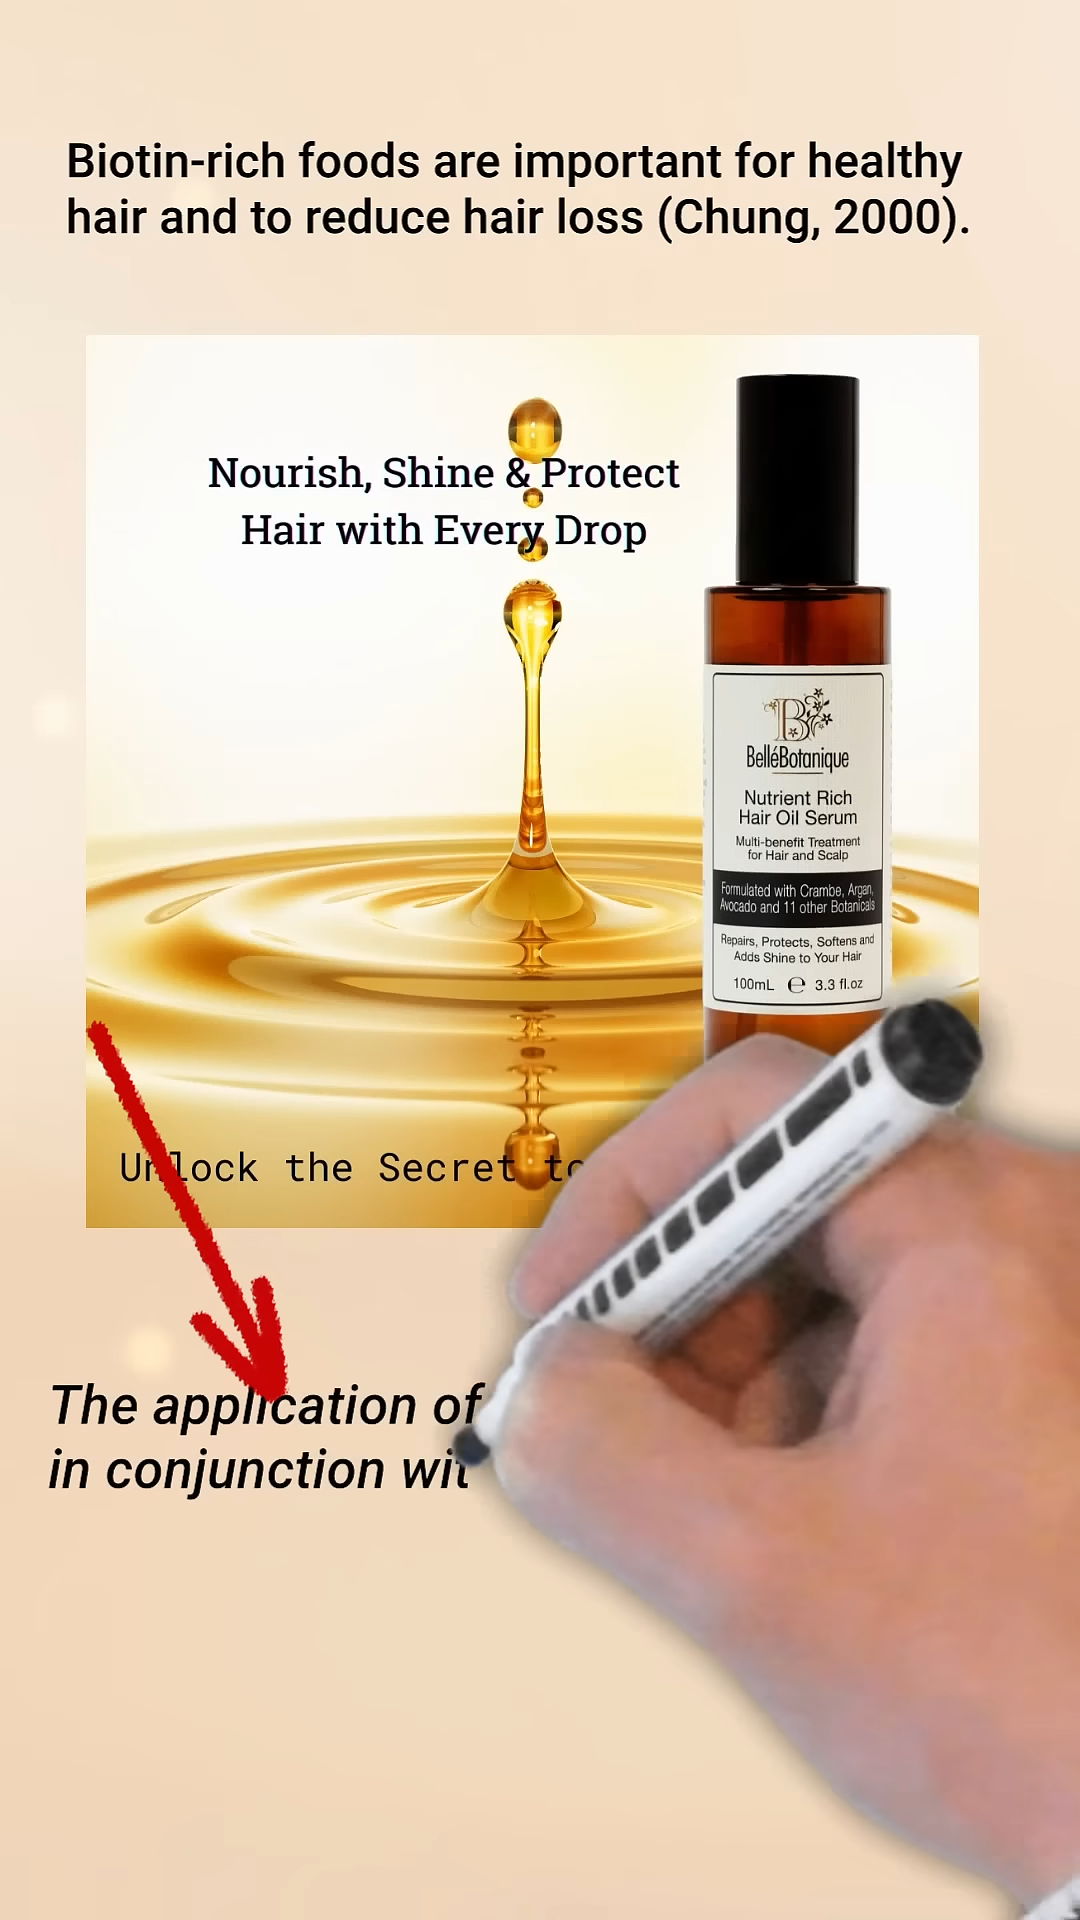 Biotin-rich foods are important for healthy
hair and to reduce hair loss (Chung, 2000).
Nourish, Shine & Protect
Hair with Every Drop
B
BelléBotanique
Nutrient Rich
Hair Oil Serum
Multi-benefit Treatment
for Hair and Scalp
Formulated with Crambe, Argan,
Avocado and 11 other Botanicals
Repairs, Protects, Softens and
Adds Shine to Your Hair
100mL e 3.3 fl.oz
Unlock the Secret to
The application of
in conjunction wit